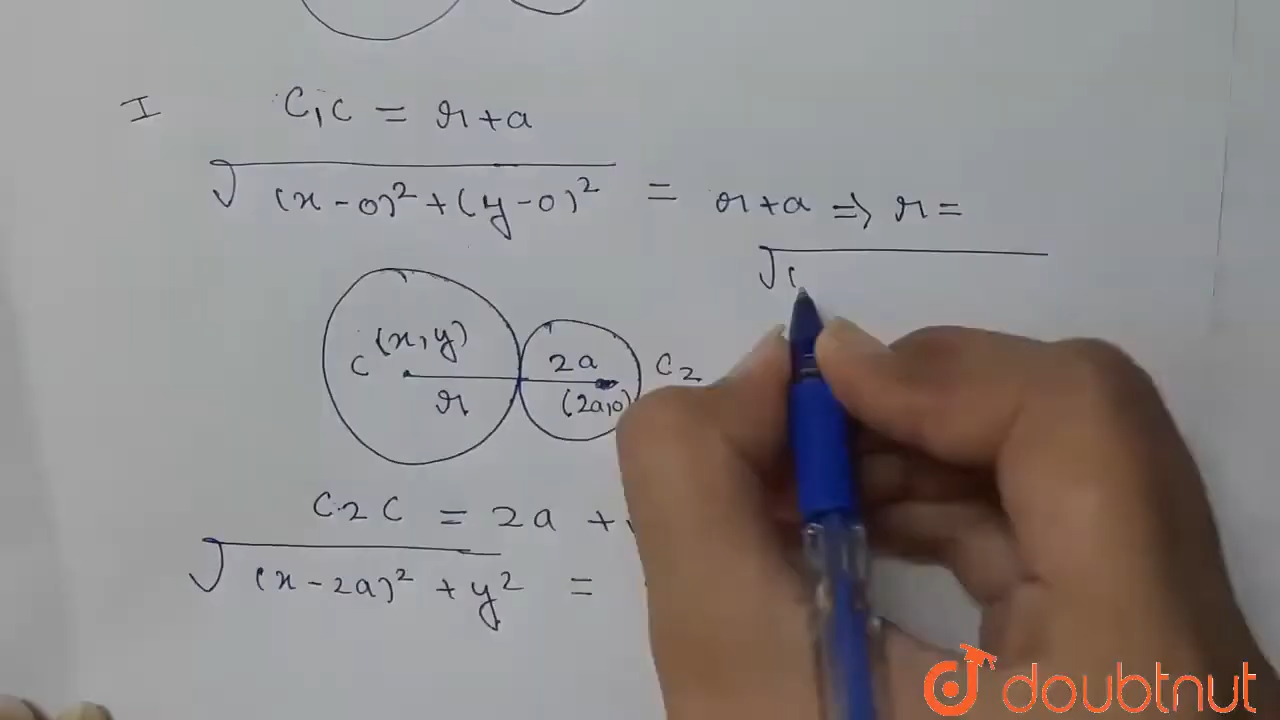 I C₁C = r+a
√(x-0)²+(y-0)² = r+a ⇒ r =
√(
C (x,y) 2a C2
r (2a,0)
C2C = 2a +
√(x-2a)²+y² =
doubtnut